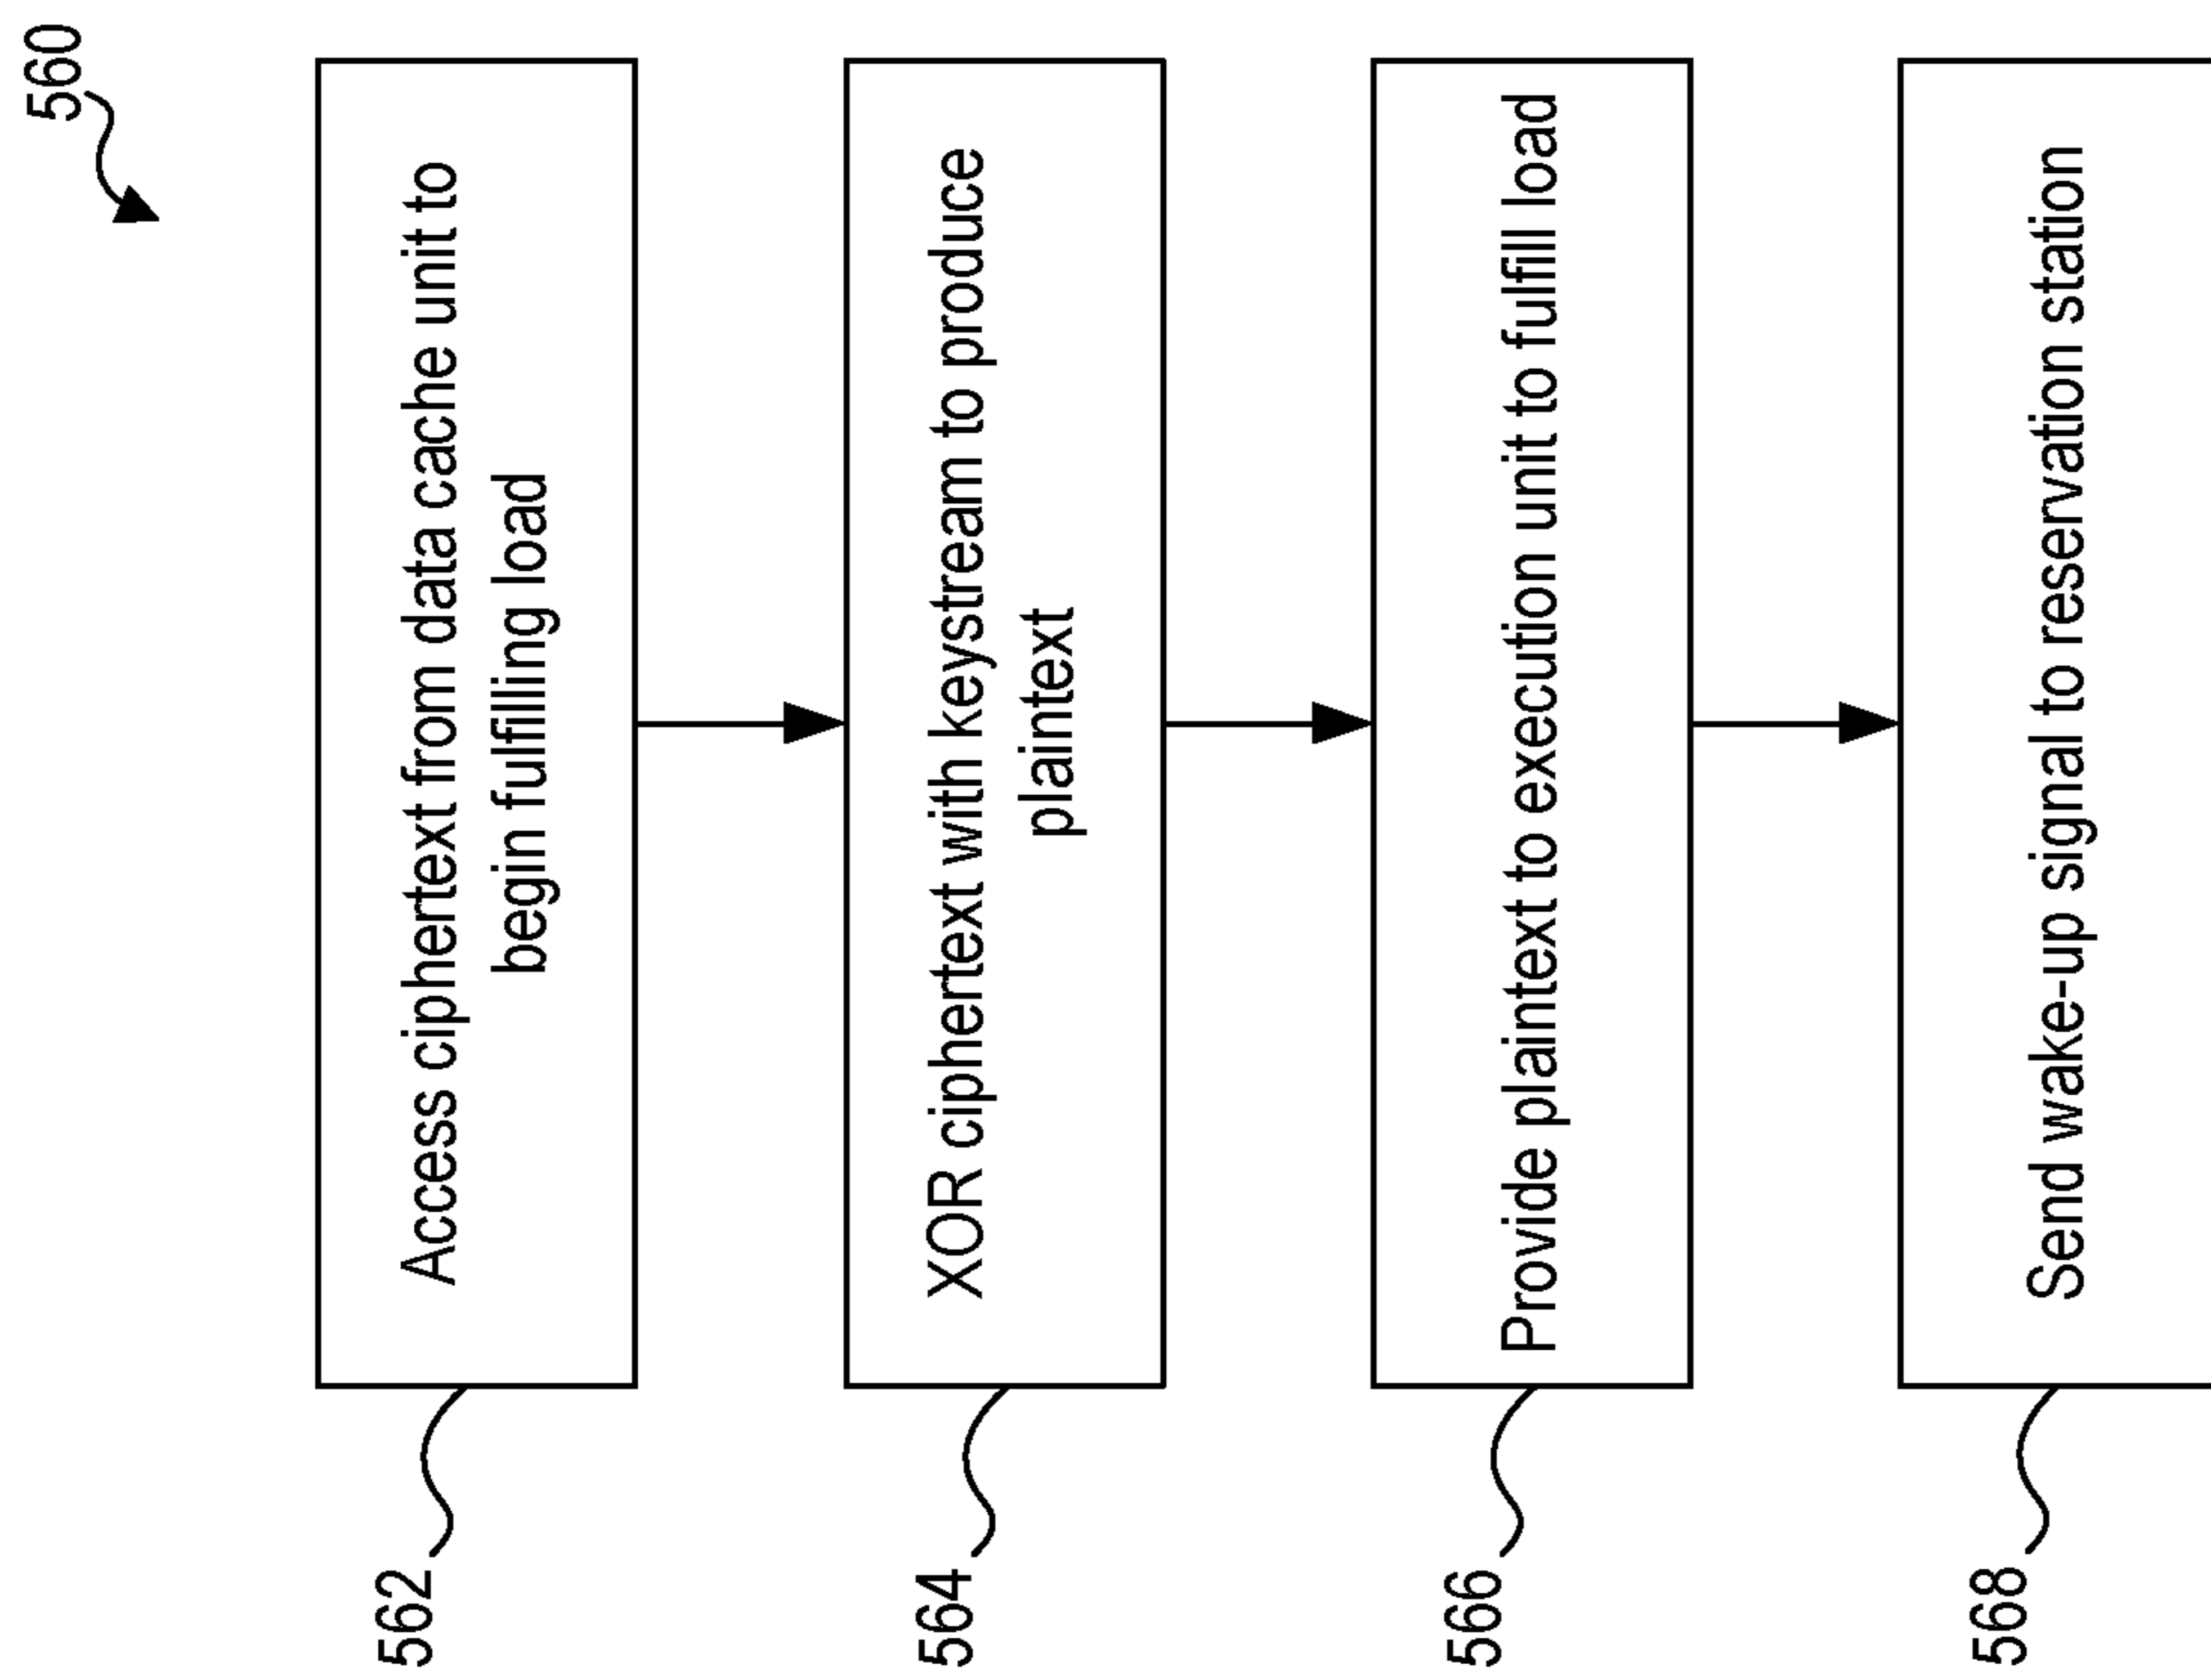 560
562
Access ciphertext from data cache unit to
begin fulfilling load
564
XOR ciphertext with keystream to produce
plaintext
566
Provide plaintext to execution unit to fulfill load
568
Send wake-up signal to reservation station